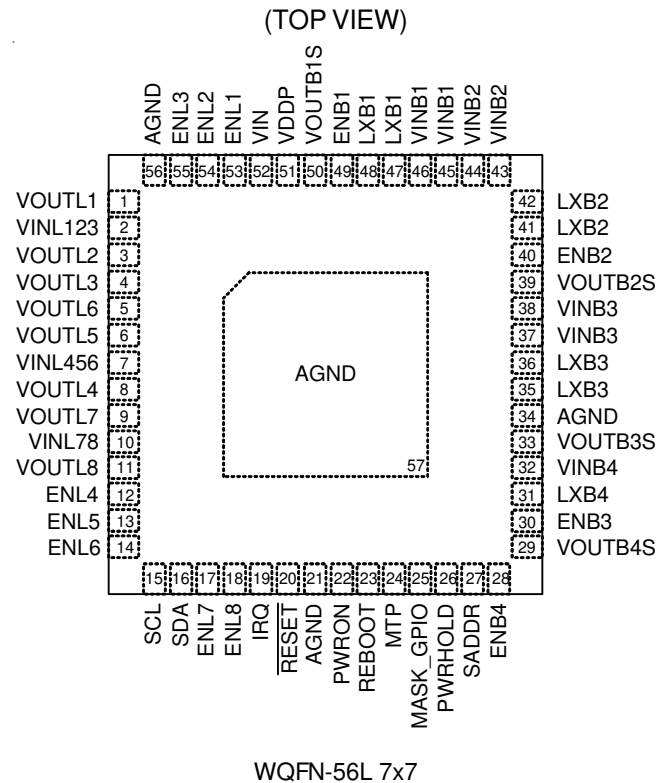 (TOP VIEW)
AGND
ENL3
ENL2
ENL1
VIN
VDDP
VOUTB1S
ENB1
LXB1
LXB1
VINB1
VINB1
VINB2
VINB2
56 55 54 53 52 51 50 49 48 47 46 45 44 43
VOUTL1 1
VINL123 2
VOUTL2 3
VOUTL3 4
VOUTL6 5
VOUTL5 6
VINL456 7
VOUTL4 8
VOUTL7 9
VINL78 10
VOUTL8 11
ENL4 12
ENL5 13
ENL6 14
AGND
57
42 LXB2
41 LXB2
40 ENB2
39 VOUTB2S
38 VINB3
37 VINB3
36 LXB3
35 LXB3
34 AGND
33 VOUTB3S
32 VINB4
31 LXB4
30 ENB3
29 VOUTB4S
15 16 17 18 19 20 21 22 23 24 25 26 27 28
SCL
SDA
ENL7
ENL8
IRQ
RESET
AGND
PWRON
REBOOT
MTP
MASK_GPIO
PWRHOLD
SADDR
ENB4
WQFN-56L 7x7